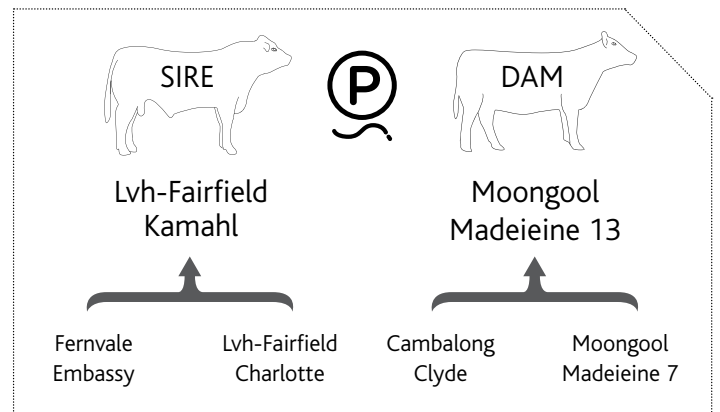 SIRE
P
DAM
Lvh-Fairfield
Kamahl
Moongool
Madeieine 13
Fernvale
Embassy
Lvh-Fairfield
Charlotte
Cambalong
Clyde
Moongool
Madeieine 7